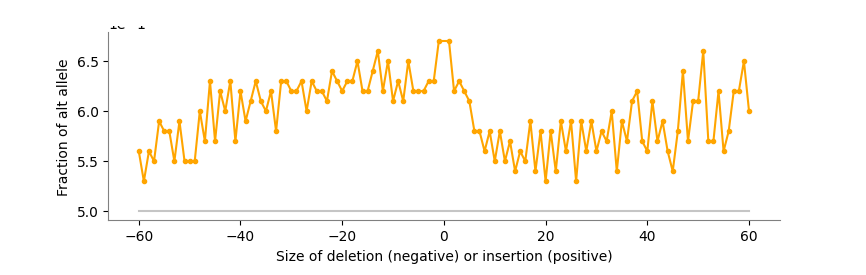 6.5
6.0
5.5
5.0
Fraction of alt allele
−60 −40 −20 0 20 40 60
Size of deletion (negative) or insertion (positive)